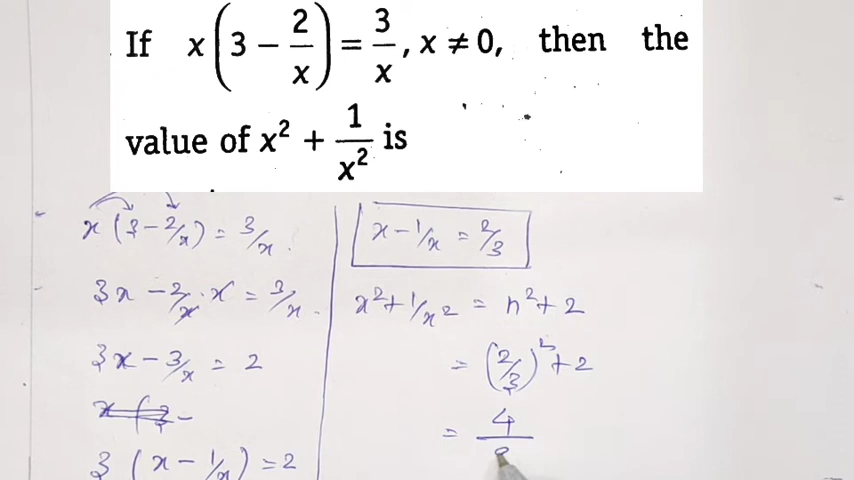 If x(3 − 2/x) = 3/x, x ≠ 0, then the
value of x² + 1/x² is
x (3 − 2/x) = 3/x.
3x − 2/x · x = 3/x.
3x − 3/x = 2
x (3 −
3 (x − 1/x) = 2
x − 1/x = 2/3
x² + 1/x² = n² + 2
= (2/3)² + 2
= 4